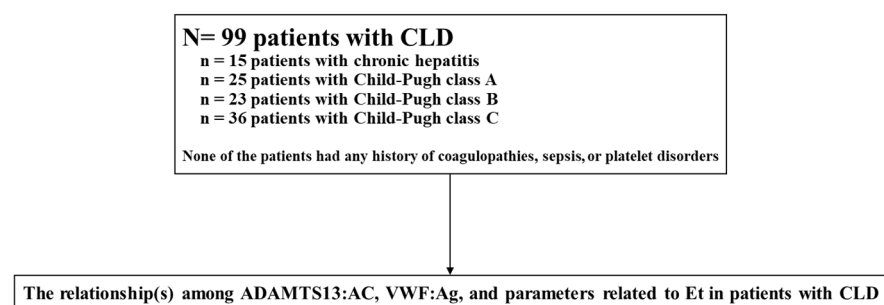 N= 99 patients with CLD
n = 15 patients with chronic hepatitis
n = 25 patients with Child-Pugh class A
n = 23 patients with Child-Pugh class B
n = 36 patients with Child-Pugh class C
None of the patients had any history of coagulopathies, sepsis, or platelet disorders
The relationship(s) among ADAMTS13:AC, VWF:Ag, and parameters related to Et in patients with CLD